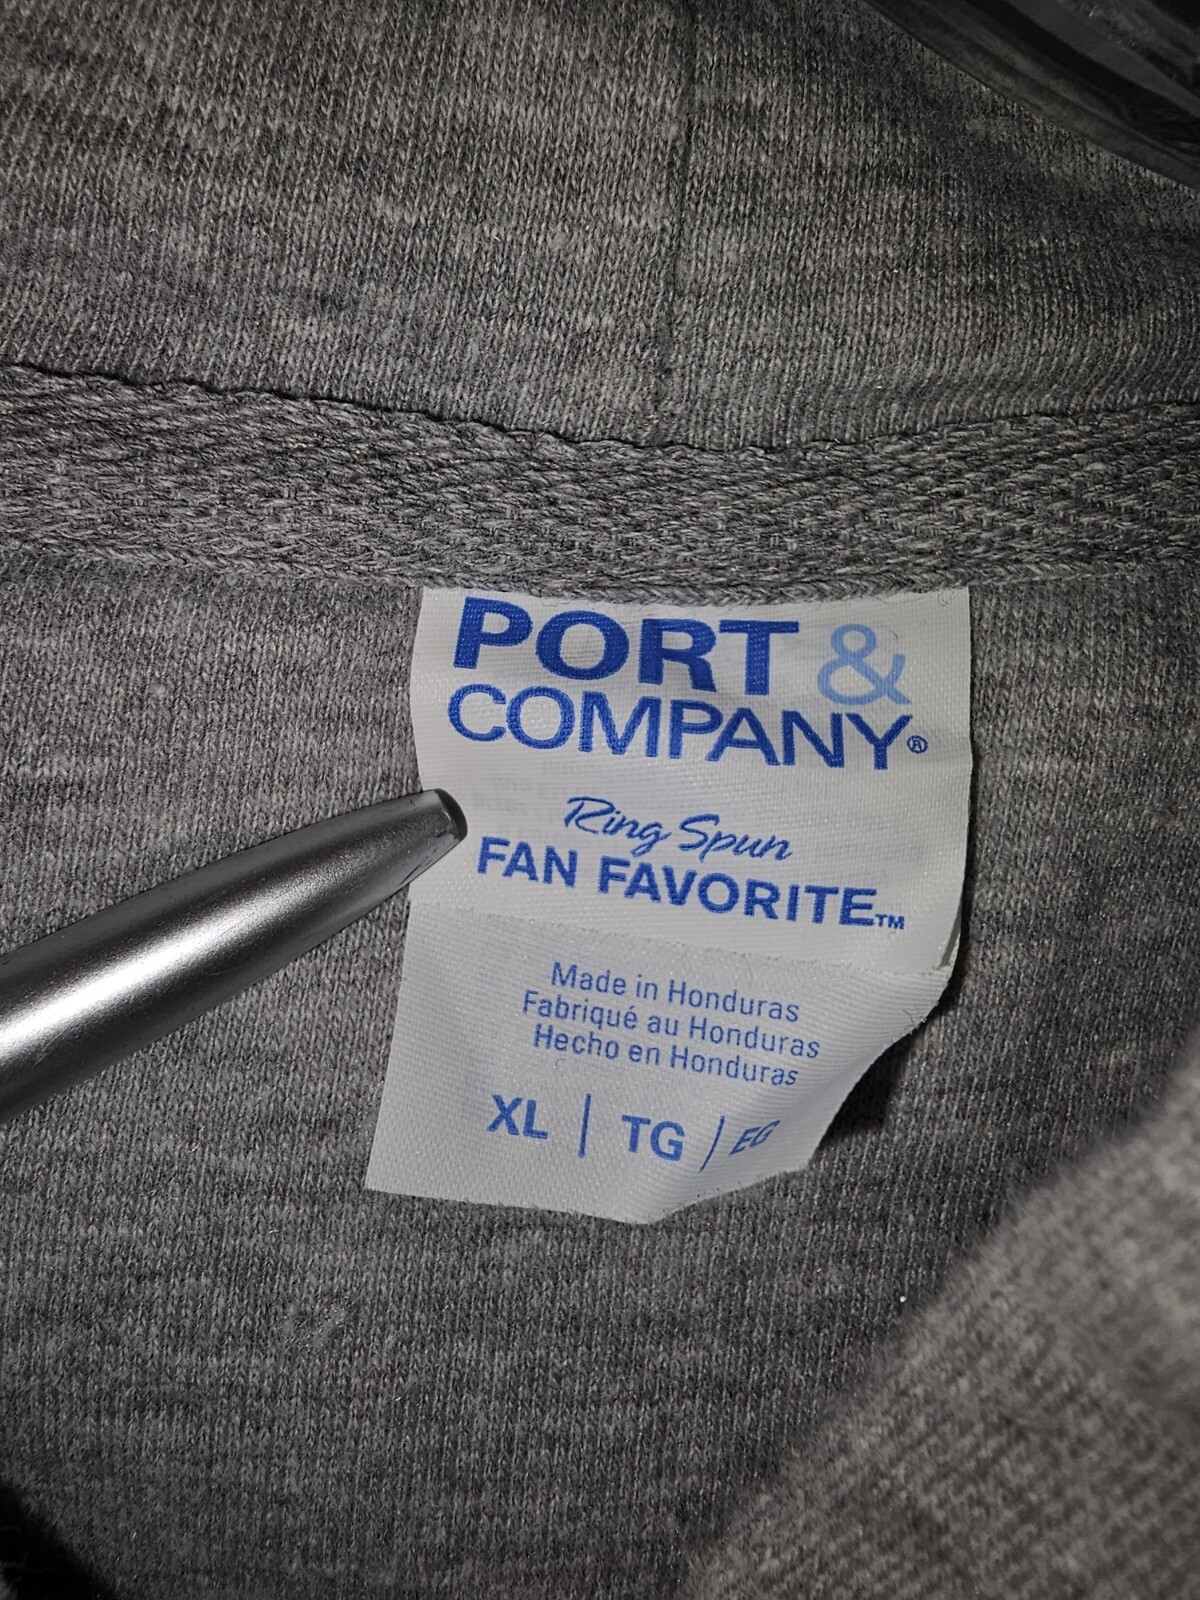 PORT &
COMPANY®
Ring Spun
FAN FAVORITE™
Made in Honduras
Fabriqué au Honduras
Hecho en Honduras
XL | TG | EG